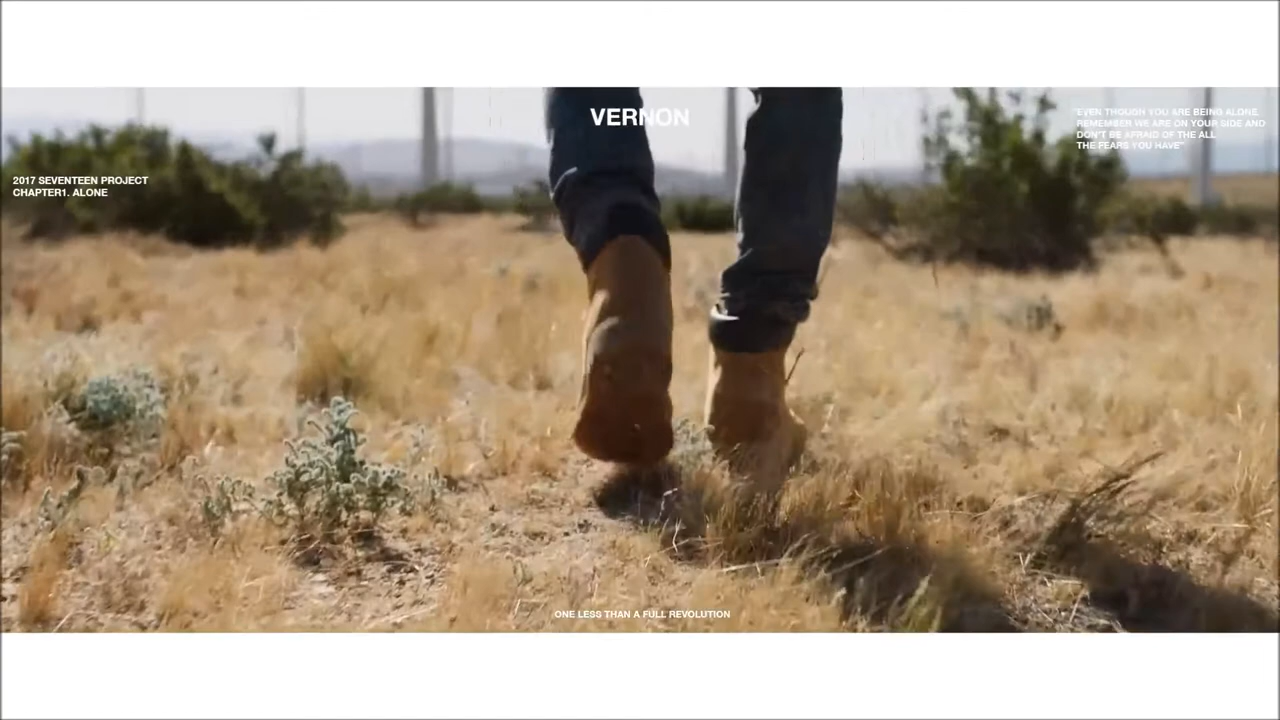 VERNON
"EVEN THOUGH YOU ARE BEING ALONE,
REMEMBER WE ARE ON YOUR SIDE AND
DON'T BE AFRAID OF THE ALL
THE FEARS YOU HAVE"
2017 SEVENTEEN PROJECT
CHAPTER1. ALONE
ONE LESS THAN A FULL REVOLUTION